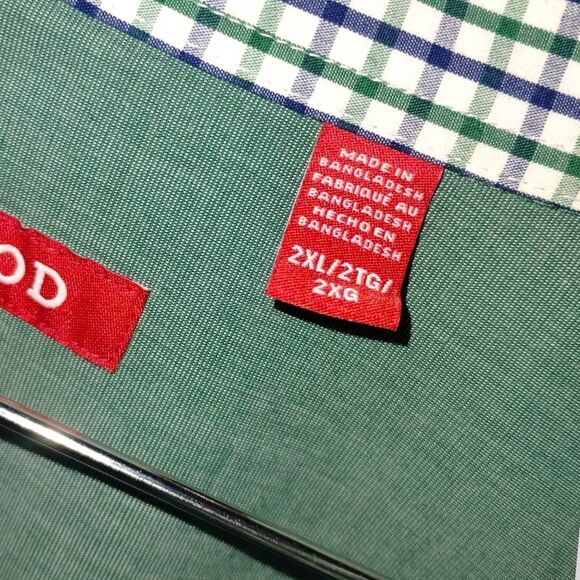 MADE IN
BANGLADESH
FABRIQUÉ AU
BANGLADESH
HECHO EN
BANGLADESH
2XL/2TG/
2XG
OD